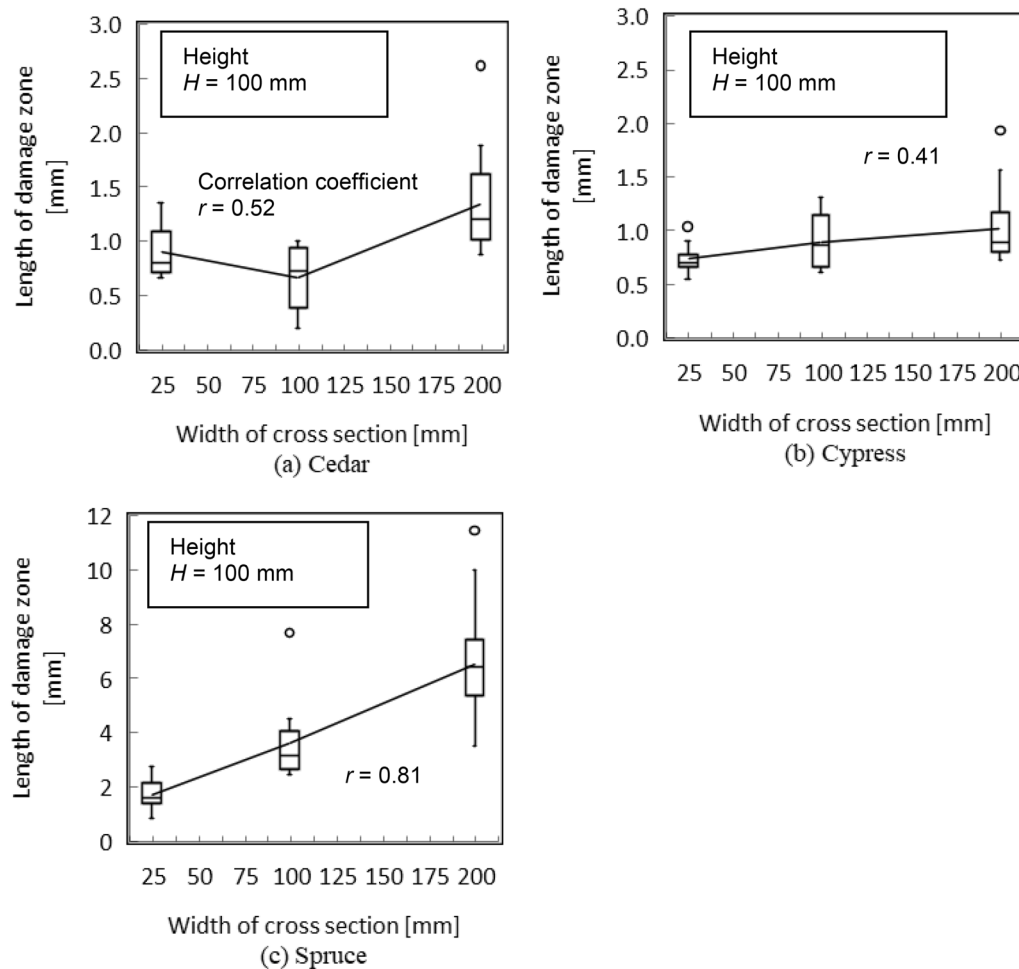 Length of damage zone
[mm]
3.0
2.5
2.0
1.5
1.0
0.5
0.0
Height
H = 100 mm
Correlation coefficient
r = 0.52
25 50 75 100 125 150 175 200
Width of cross section [mm]
(a) Cedar
Length of damage zone
[mm]
3.0
2.5
2.0
1.5
1.0
0.5
0.0
Height
H = 100 mm
r = 0.41
25 50 75 100 125 150 175 200
Width of cross section [mm]
(b) Cypress
Length of damage zone
[mm]
12
10
8
6
4
2
0
Height
H = 100 mm
r = 0.81
25 50 75 100 125 150 175 200
Width of cross section [mm]
(c) Spruce